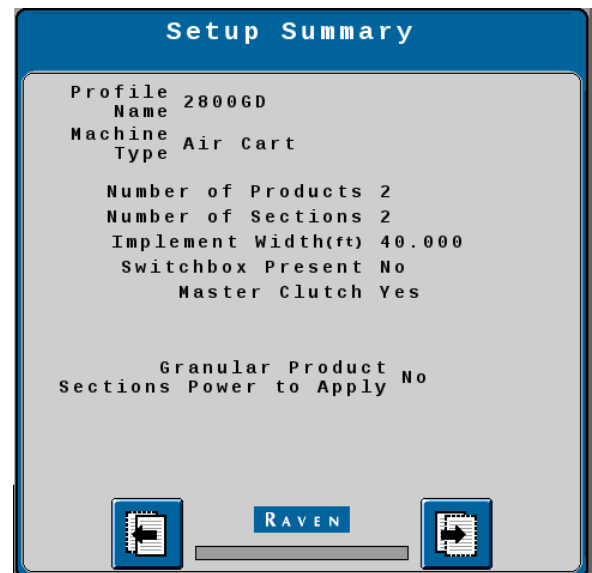 Setup Summary
Profile Name 2800GD
Machine Type Air Cart
Number of Products 2
Number of Sections 2
Implement Width(ft) 40.000
Switchbox Present No
Master Clutch Yes
Granular Product
Sections Power to Apply No
RAVEN